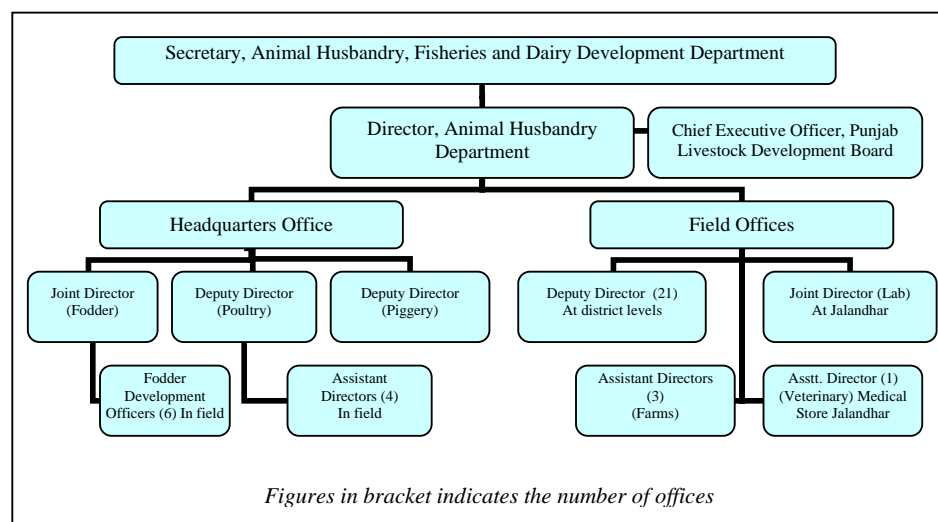 Secretary, Animal Husbandry, Fisheries and Dairy Development Department
Director, Animal Husbandry
Department
Chief Executive Officer, Punjab
Livestock Development Board
Headquarters Office
Field Offices
Joint Director
(Fodder)
Deputy Director
(Poultry)
Deputy Director
(Piggery)
Deputy Director (21)
At district levels
Joint Director (Lab)
At Jalandhar
Fodder
Development
Officers (6) In field
Assistant
Directors (4)
In field
Assistant Directors
(3)
(Farms)
Asstt. Director (1)
(Veterinary) Medical
Store Jalandhar
Figures in bracket indicates the number of offices